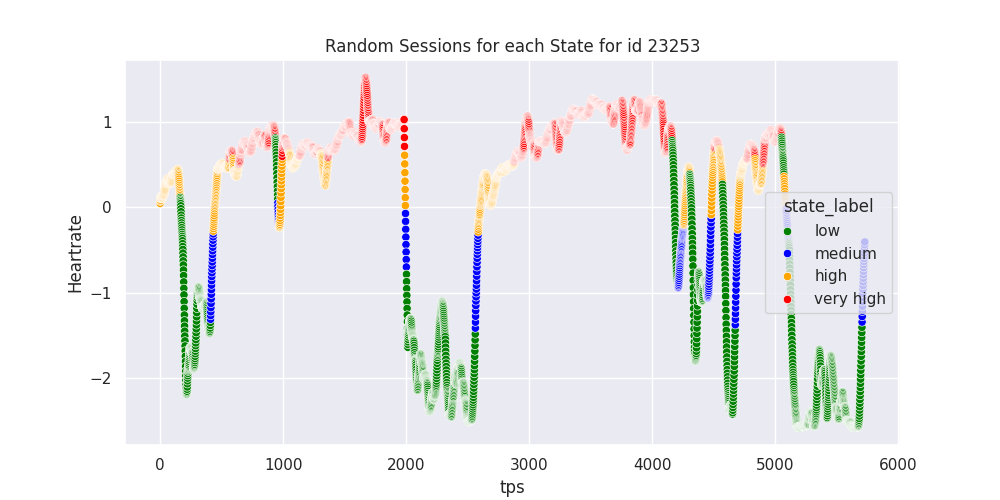 Random Sessions for each State for id 23253
Heartrate
1
0
−1
−2
0
1000
2000
3000
4000
5000
6000
tps
state_label
low
medium
high
very high